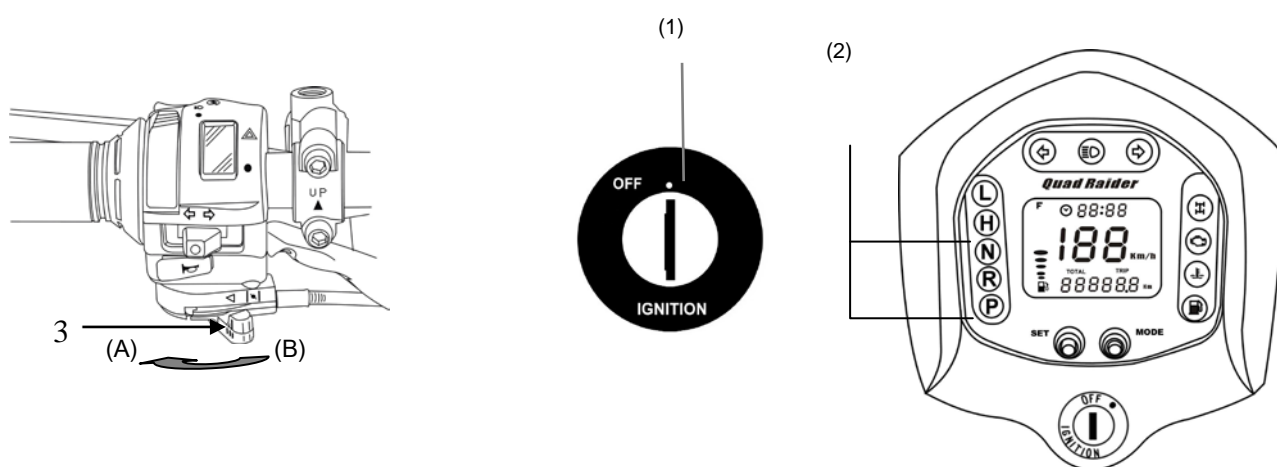 (1)
(2)
UP
3
(A)
(B)
OFF
IGNITION
Quad Raider
L
H
N
R
P
F
88:88
188 Km/h
TOTAL TRIP
88888.8 Km
SET
MODE
OFF
IGNITION